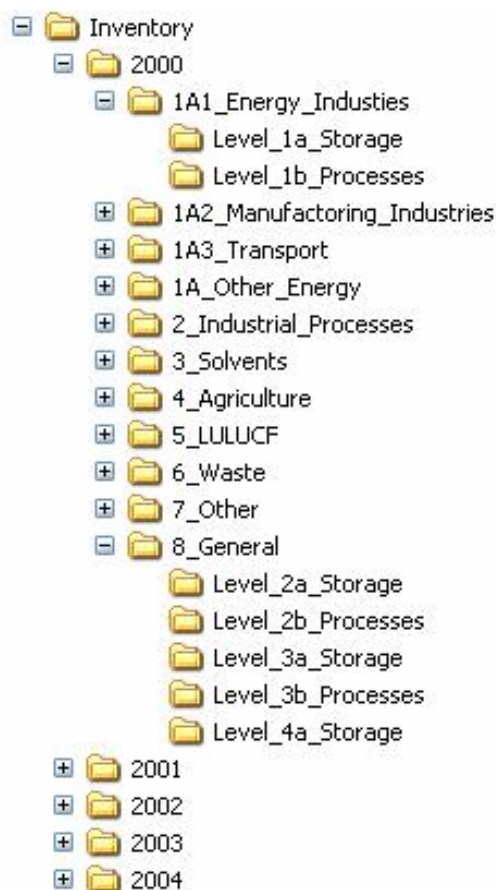 Inventory
2000
1A1_Energy_Industies
Level_1a_Storage
Level_1b_Processes
1A2_Manufactoring_Industries
1A3_Transport
1A_Other_Energy
2_Industrial_Processes
3_Solvents
4_Agriculture
5_LULUCF
6_Waste
7_Other
8_General
Level_2a_Storage
Level_2b_Processes
Level_3a_Storage
Level_3b_Processes
Level_4a_Storage
2001
2002
2003
2004